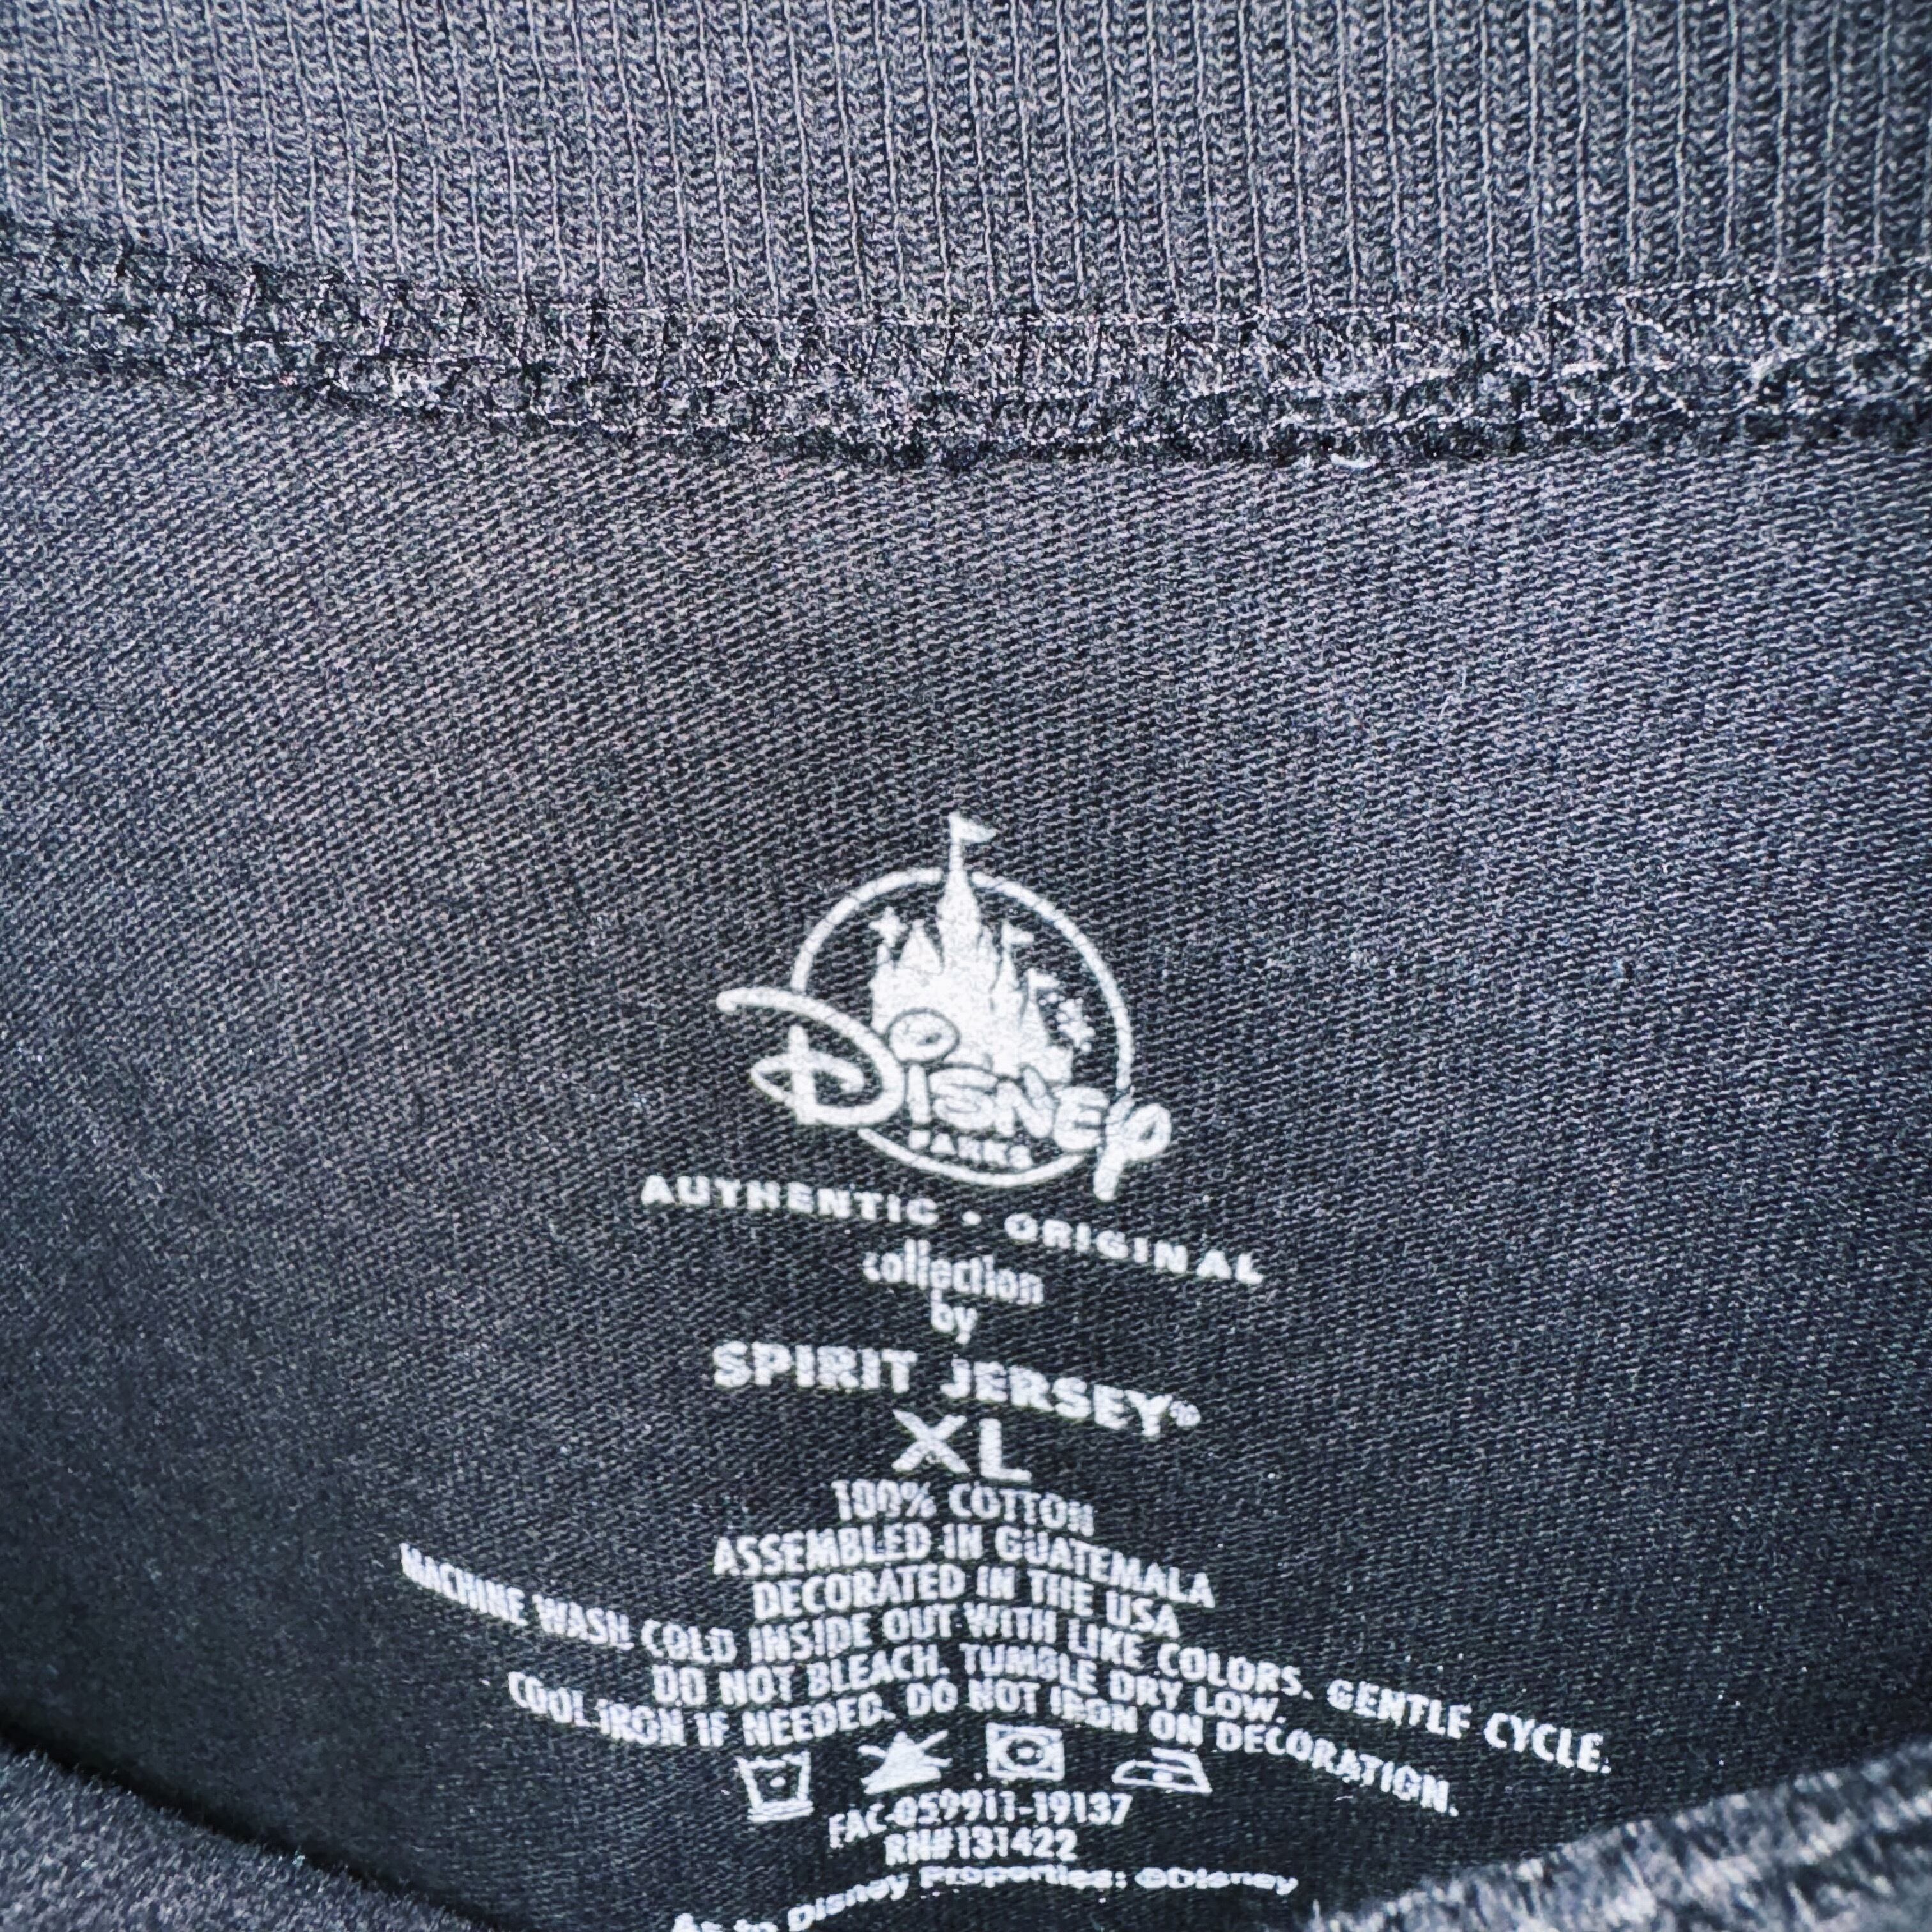 Disney
PARKS
AUTHENTIC • ORIGINAL
collection
by
SPIRIT JERSEY®
XL
100% COTTON
ASSEMBLED IN GUATEMALA
DECORATED IN THE USA
MACHINE WASH COLD INSIDE OUT WITH LIKE COLORS. GENTLE CYCLE.
DO NOT BLEACH. TUMBLE DRY LOW.
COOL IRON IF NEEDED. DO NOT IRON ON DECORATION.
FAC-059911-19137
RN#131422
As to Disney Properties: ©Disney